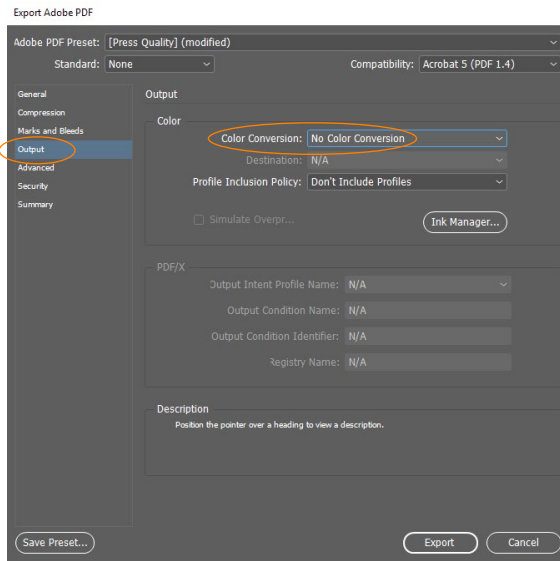 Export Adobe PDF
Adobe PDF Preset: [Press Quality] (modified)
Standard: None Compatibility: Acrobat 5 (PDF 1.4)
General
Compression
Marks and Bleeds
Output
Advanced
Security
Summary
Output
Color
Color Conversion: No Color Conversion
Destination: N/A
Profile Inclusion Policy: Don't Include Profiles
Simulate Overpr...
Ink Manager...
PDF/X
Output Intent Profile Name: N/A
Output Condition Name: N/A
Output Condition Identifier: N/A
Registry Name: N/A
Description
Position the pointer over a heading to view a description.
Save Preset... Export Cancel